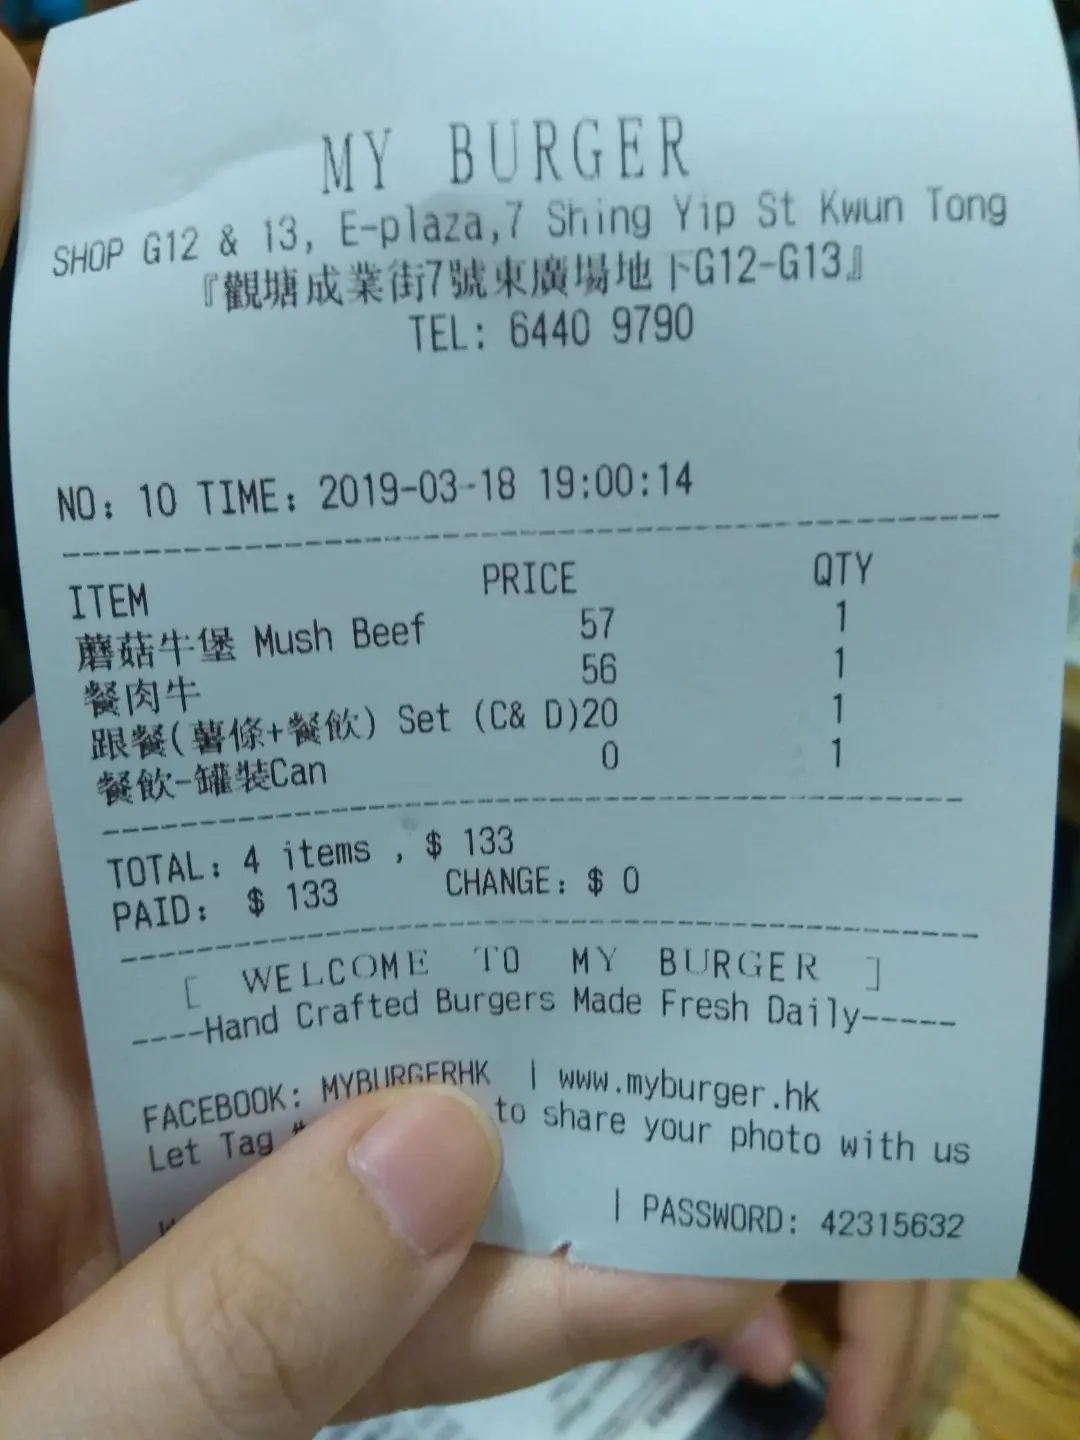 MY BURGER
SHOP G12 & 13, E-plaza,7 Shing Yip St Kwun Tong
『觀塘成業街7號東廣場地下G12-G13』
TEL: 6440 9790
NO: 10 TIME: 2019-03-18 19:00:14
ITEM PRICE QTY
蘑菇牛堡 Mush Beef 57 1
餐肉牛 56 1
跟餐(薯條+餐飲) Set (C& D)20 1
餐飲-罐裝Can 0 1
TOTAL: 4 items , $ 133
PAID: $ 133 CHANGE: $ 0
[ WELCOME TO MY BURGER ]
----Hand Crafted Burgers Made Fresh Daily-----
FACEBOOK: MYBURGERHK | www.myburger.hk
Let Tag # to share your photo with us
| PASSWORD: 42315632